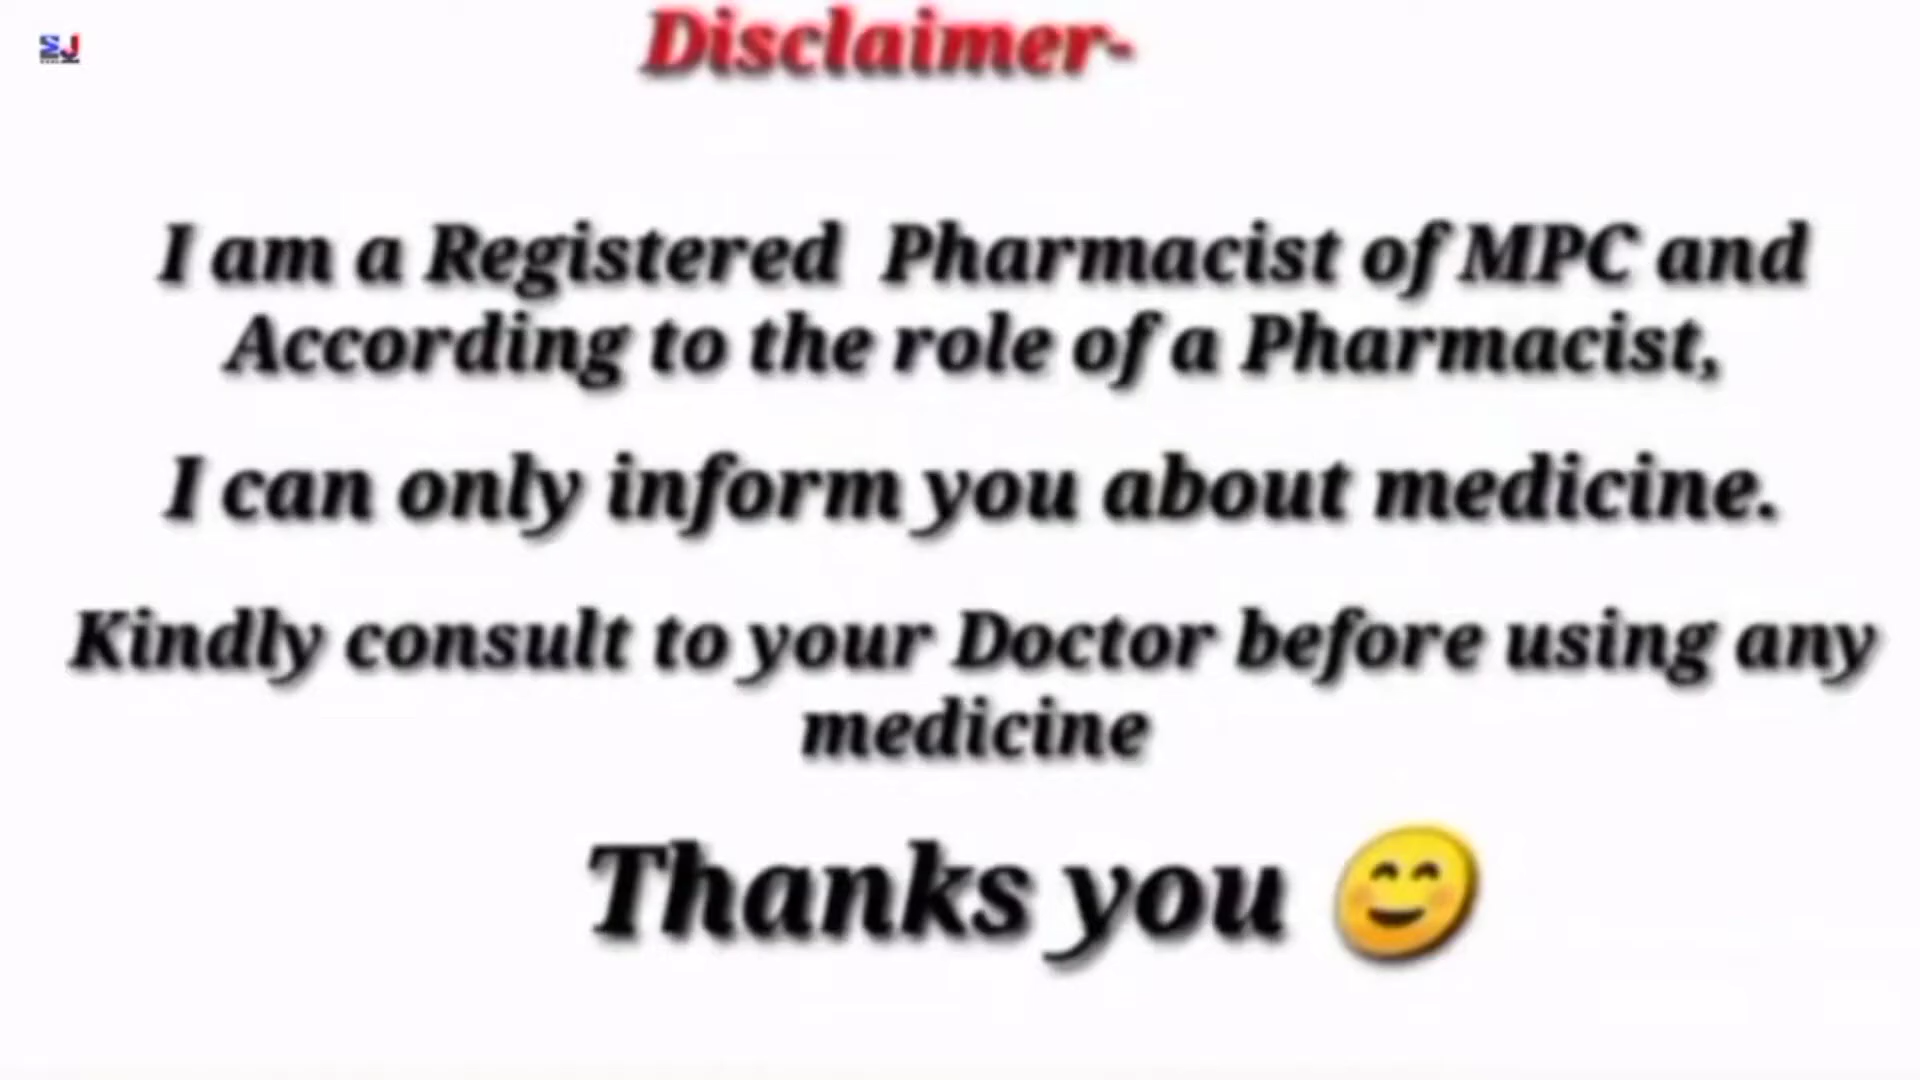 Disclaimer-
I am a Registered Pharmacist of MPC and
According to the role of a Pharmacist,
I can only inform you about medicine.
Kindly consult to your Doctor before using any
medicine
Thanks you 😊